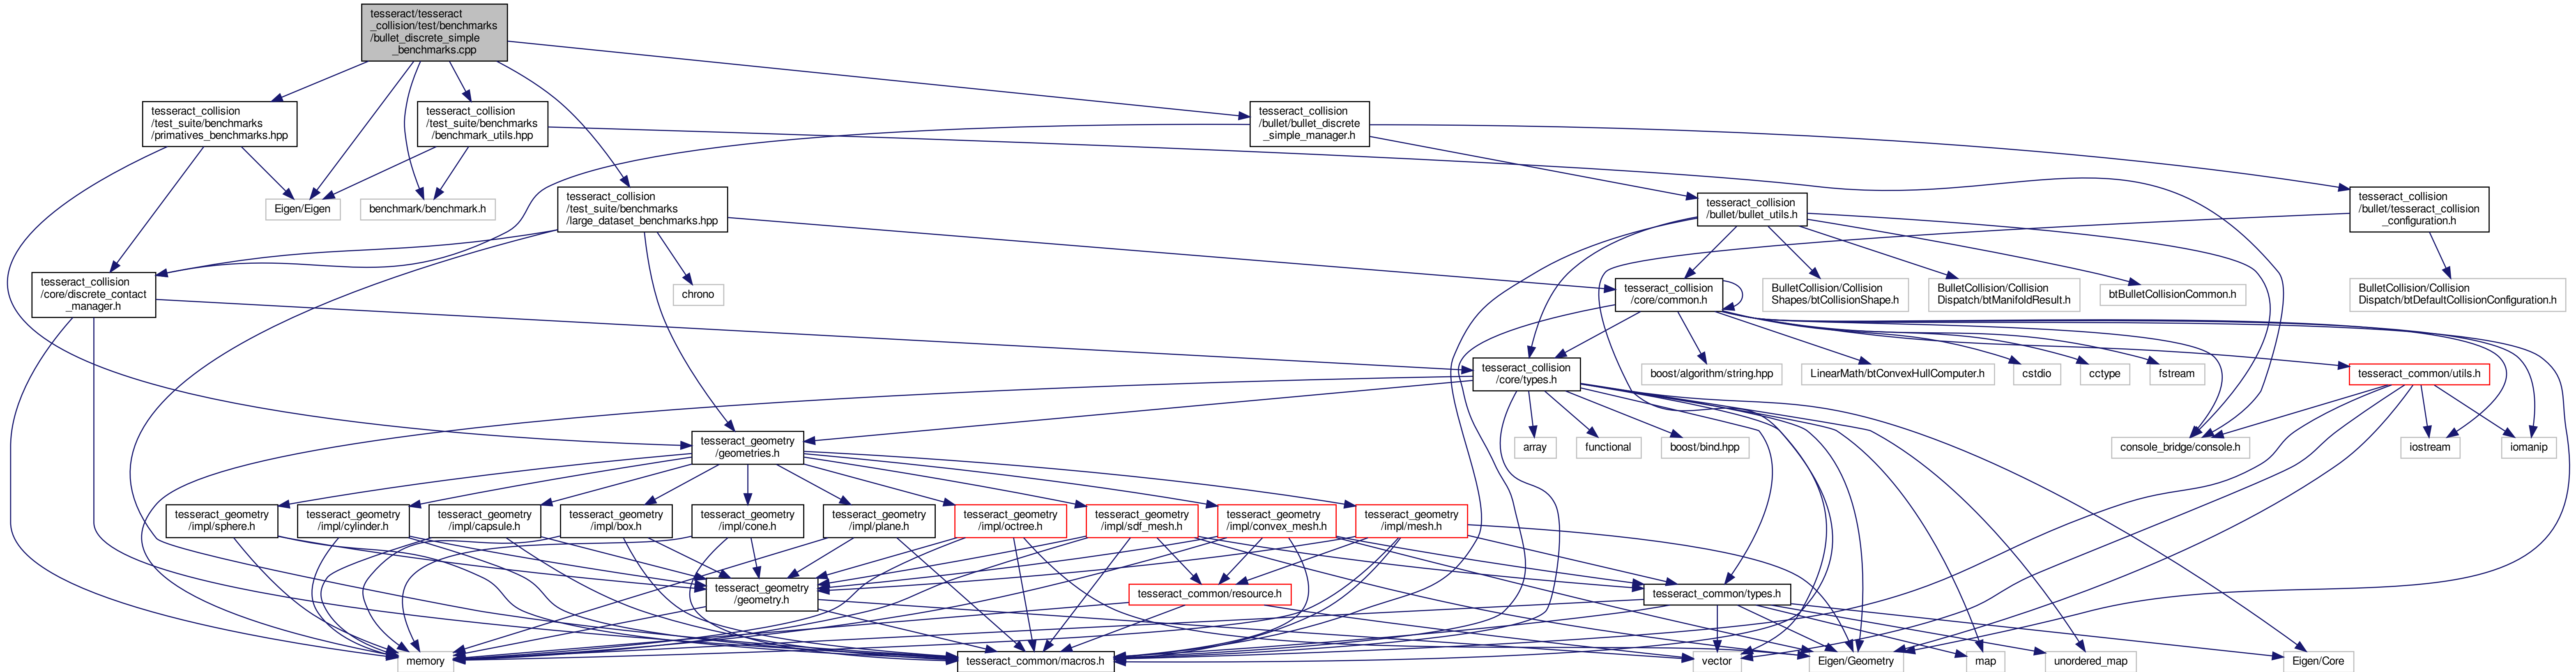 tesseract/tesseract
_collision/test/benchmarks
/bullet_discrete_simple
_benchmarks.cpp
tesseract_collision
/test_suite/benchmarks
/primatives_benchmarks.hpp
tesseract_collision
/test_suite/benchmarks
/benchmark_utils.hpp
tesseract_collision
/bullet/bullet_discrete
_simple_manager.h
Eigen/Eigen
benchmark/benchmark.h
tesseract_collision
/test_suite/benchmarks
/large_dataset_benchmarks.hpp
tesseract_collision
/bullet/bullet_utils.h
tesseract_collision
/bullet/tesseract_collision
_configuration.h
tesseract_collision
/core/discrete_contact
_manager.h
chrono
tesseract_collision
/core/common.h
BulletCollision/Collision
Shapes/btCollisionShape.h
BulletCollision/Collision
Dispatch/btManifoldResult.h
btBulletCollisionCommon.h
BulletCollision/Collision
Dispatch/btDefaultCollisionConfiguration.h
tesseract_collision
/core/types.h
boost/algorithm/string.hpp
LinearMath/btConvexHullComputer.h
cstdio
cctype
fstream
tesseract_common/utils.h
tesseract_geometry
/geometries.h
array
functional
boost/bind.hpp
console_bridge/console.h
iostream
iomanip
tesseract_geometry
/impl/sphere.h
tesseract_geometry
/impl/cylinder.h
tesseract_geometry
/impl/capsule.h
tesseract_geometry
/impl/box.h
tesseract_geometry
/impl/cone.h
tesseract_geometry
/impl/plane.h
tesseract_geometry
/impl/octree.h
tesseract_geometry
/impl/sdf_mesh.h
tesseract_geometry
/impl/convex_mesh.h
tesseract_geometry
/impl/mesh.h
tesseract_geometry
/geometry.h
tesseract_common/resource.h
tesseract_common/types.h
memory
tesseract_common/macros.h
vector
Eigen/Geometry
map
unordered_map
Eigen/Core